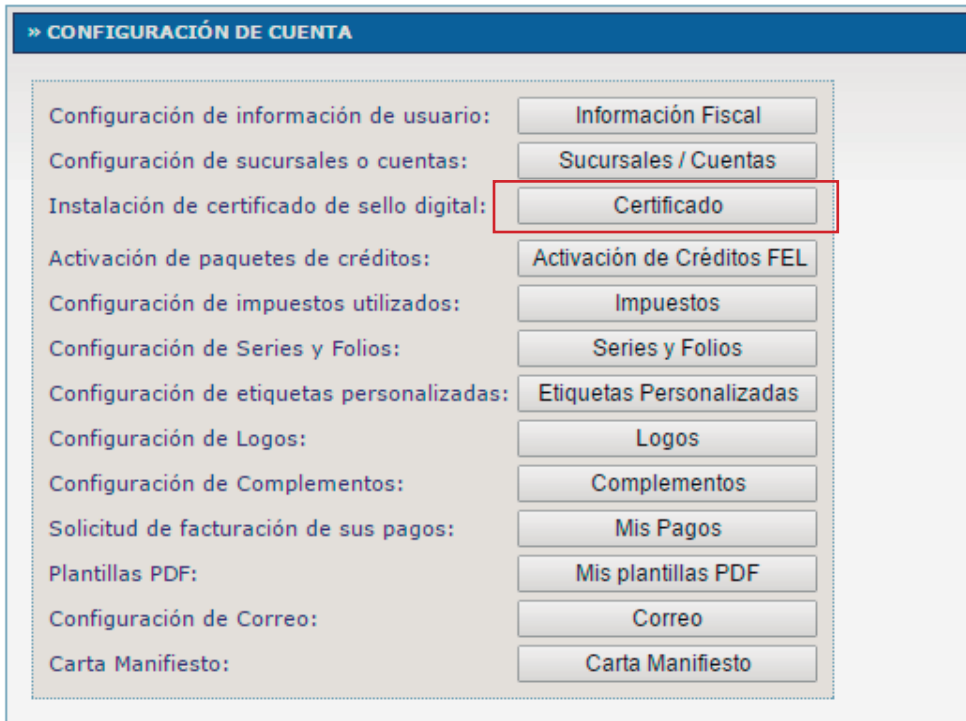 » CONFIGURACIÓN DE CUENTA
Configuración de información de usuario: Información Fiscal
Configuración de sucursales o cuentas: Sucursales / Cuentas
Instalación de certificado de sello digital: Certificado
Activación de paquetes de créditos: Activación de Créditos FEL
Configuración de impuestos utilizados: Impuestos
Configuración de Series y Folios: Series y Folios
Configuración de etiquetas personalizadas: Etiquetas Personalizadas
Configuración de Logos: Logos
Configuración de Complementos: Complementos
Solicitud de facturación de sus pagos: Mis Pagos
Plantillas PDF: Mis plantillas PDF
Configuración de Correo: Correo
Carta Manifiesto: Carta Manifiesto